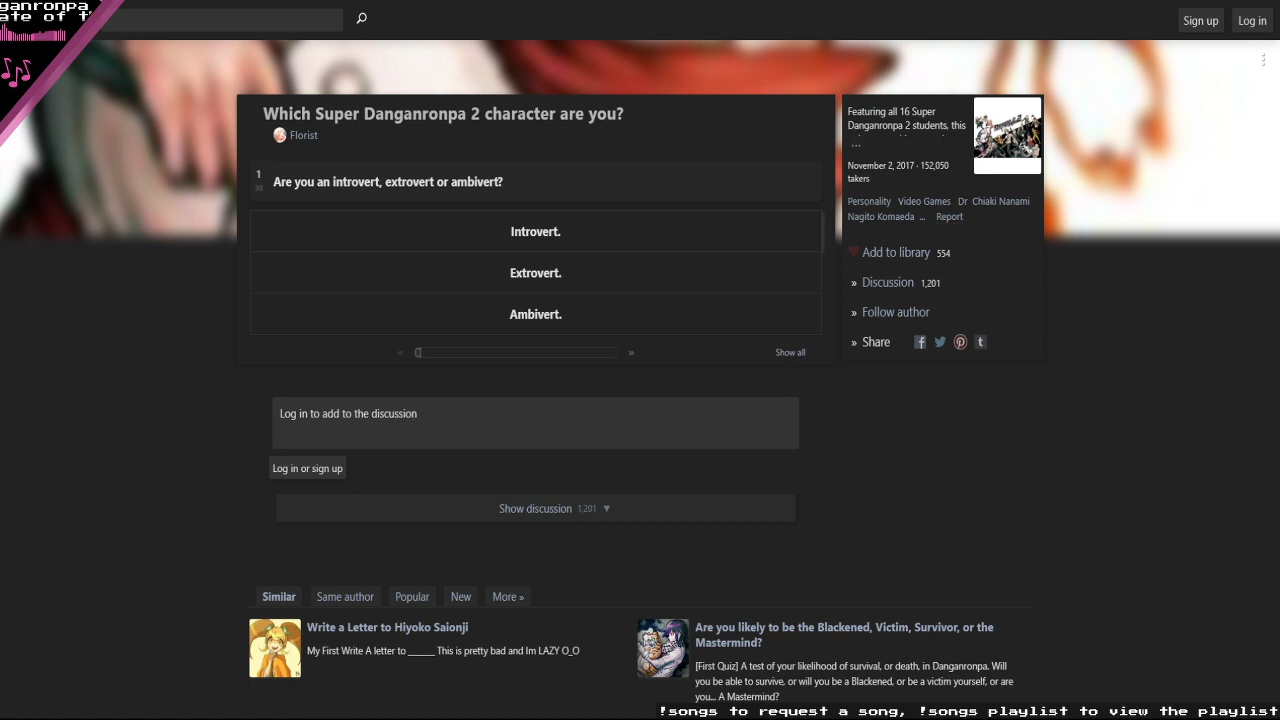 ganronpa
ate of t
Sign up
Log in
Which Super Danganronpa 2 character are you?
Florist
1
30
Are you an introvert, extrovert or ambivert?
Introvert.
Extrovert.
Ambivert.
«
»
Show all
Featuring all 16 Super
Danganronpa 2 students, this
...
November 2, 2017 · 152,050
takers
Personality Video Games Dr Chiaki Nanami
Nagito Komaeda ... Report
Add to library 554
» Discussion 1,201
» Follow author
» Share
Log in to add to the discussion
Log in or sign up
Show discussion 1,201 ▼
Similar Same author Popular New More »
Write a Letter to Hiyoko Saionji
My First Write A letter to ______ This is pretty bad and Im LAZY O_O
Are you likely to be the Blackened, Victim, Survivor, or the
Mastermind?
[First Quiz] A test of your likelihood of survival, or death, in Danganronpa. Will
you be able to survive, or will you be a Blackened, or be a victim yourself, or are
you... A Mastermind?
!songs to request a song, !songs playlist to view the playlist